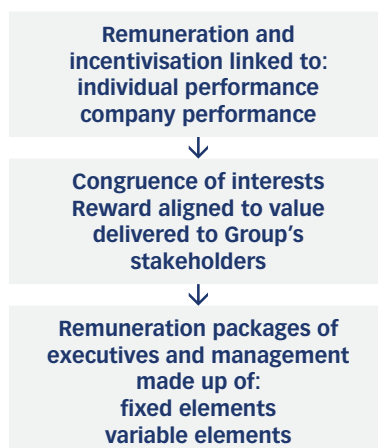 Remuneration and
incentivisation linked to:
individual performance
company performance
Congruence of interests
Reward aligned to value
delivered to Group's
stakeholders
Remuneration packages of
executives and management
made up of:
fixed elements
variable elements